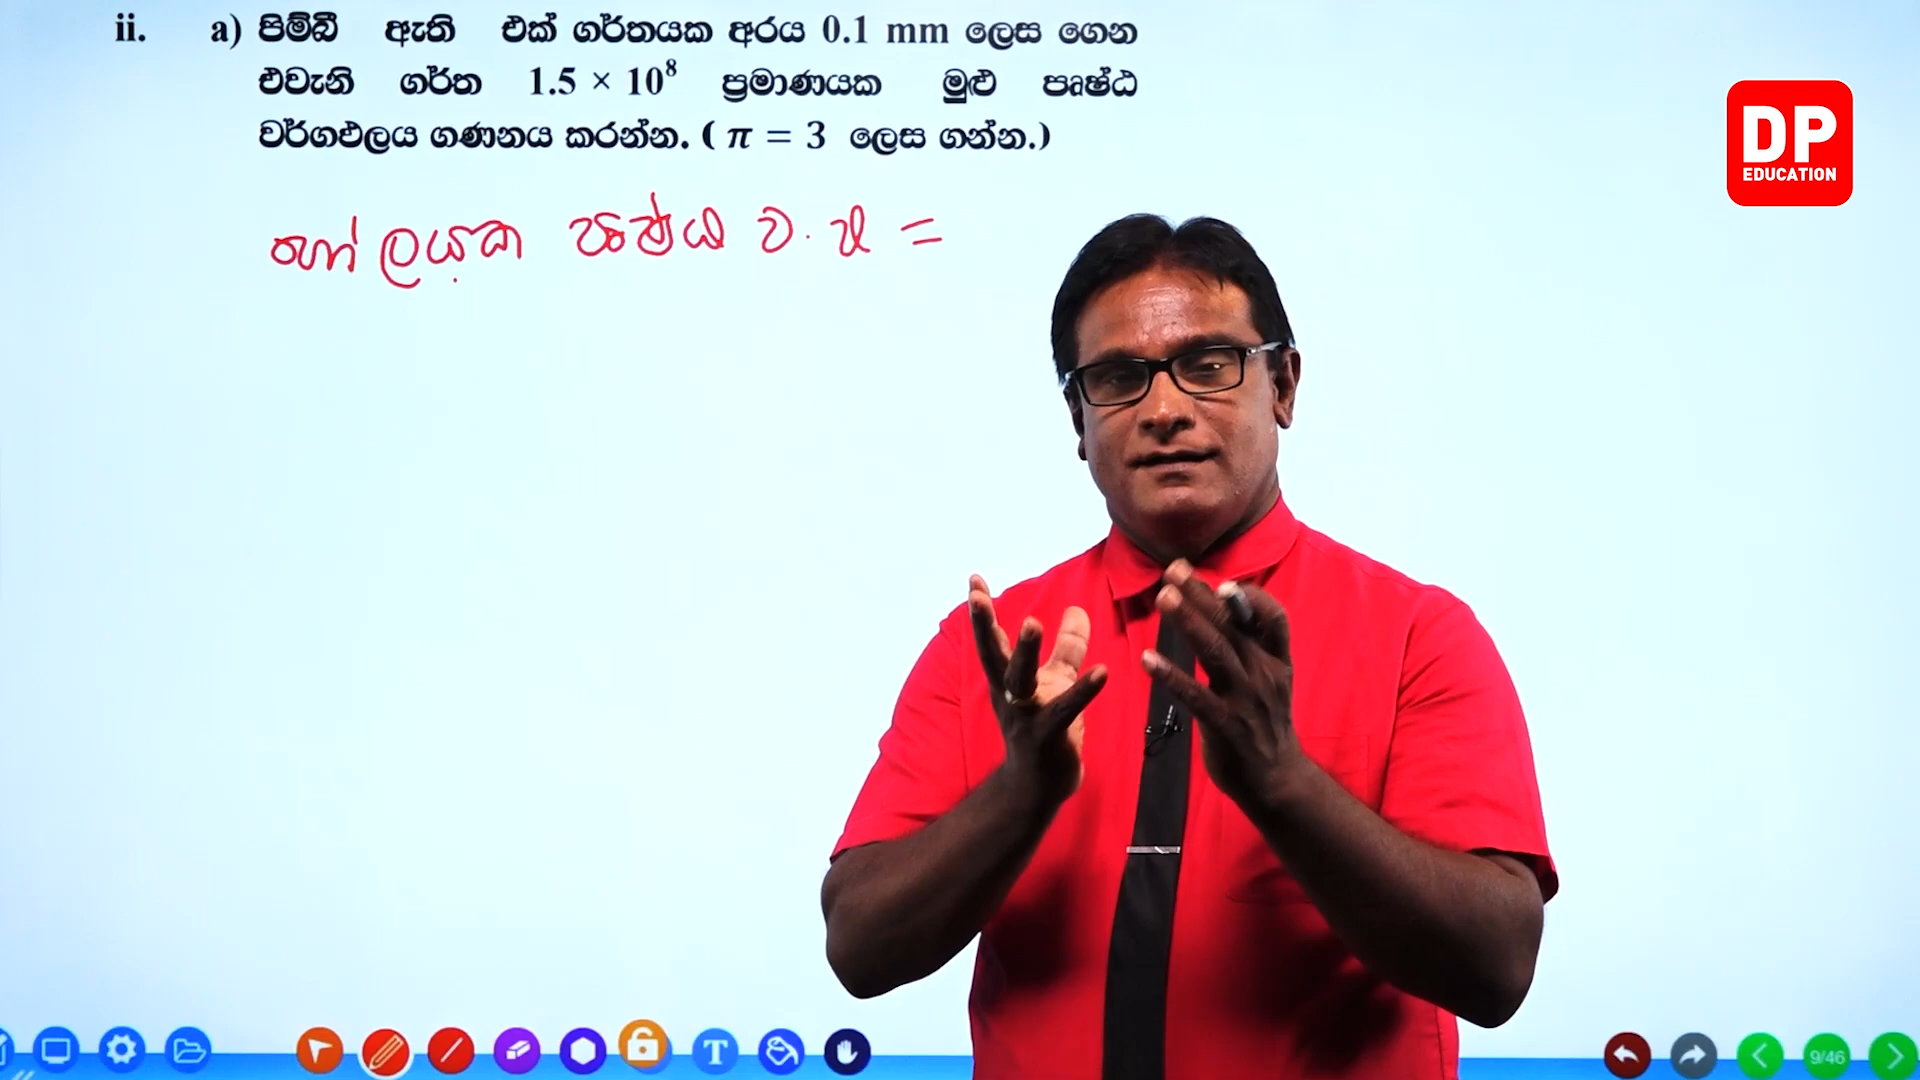 ii. a) පිම්බී ඇති එක් ගර්තයක අරය 0.1 mm ලෙස ගෙන
එවැනි ගර්ත 1.5 × 10⁸ ප්‍රමාණයක මුළු පෘෂ්ඨ
වර්ගඵලය ගණනය කරන්න. ( π = 3 ලෙස ගන්න.)
ගෝලයක පෘෂ්ඨ ව. ඵ =
DP
EDUCATION
T
9/46